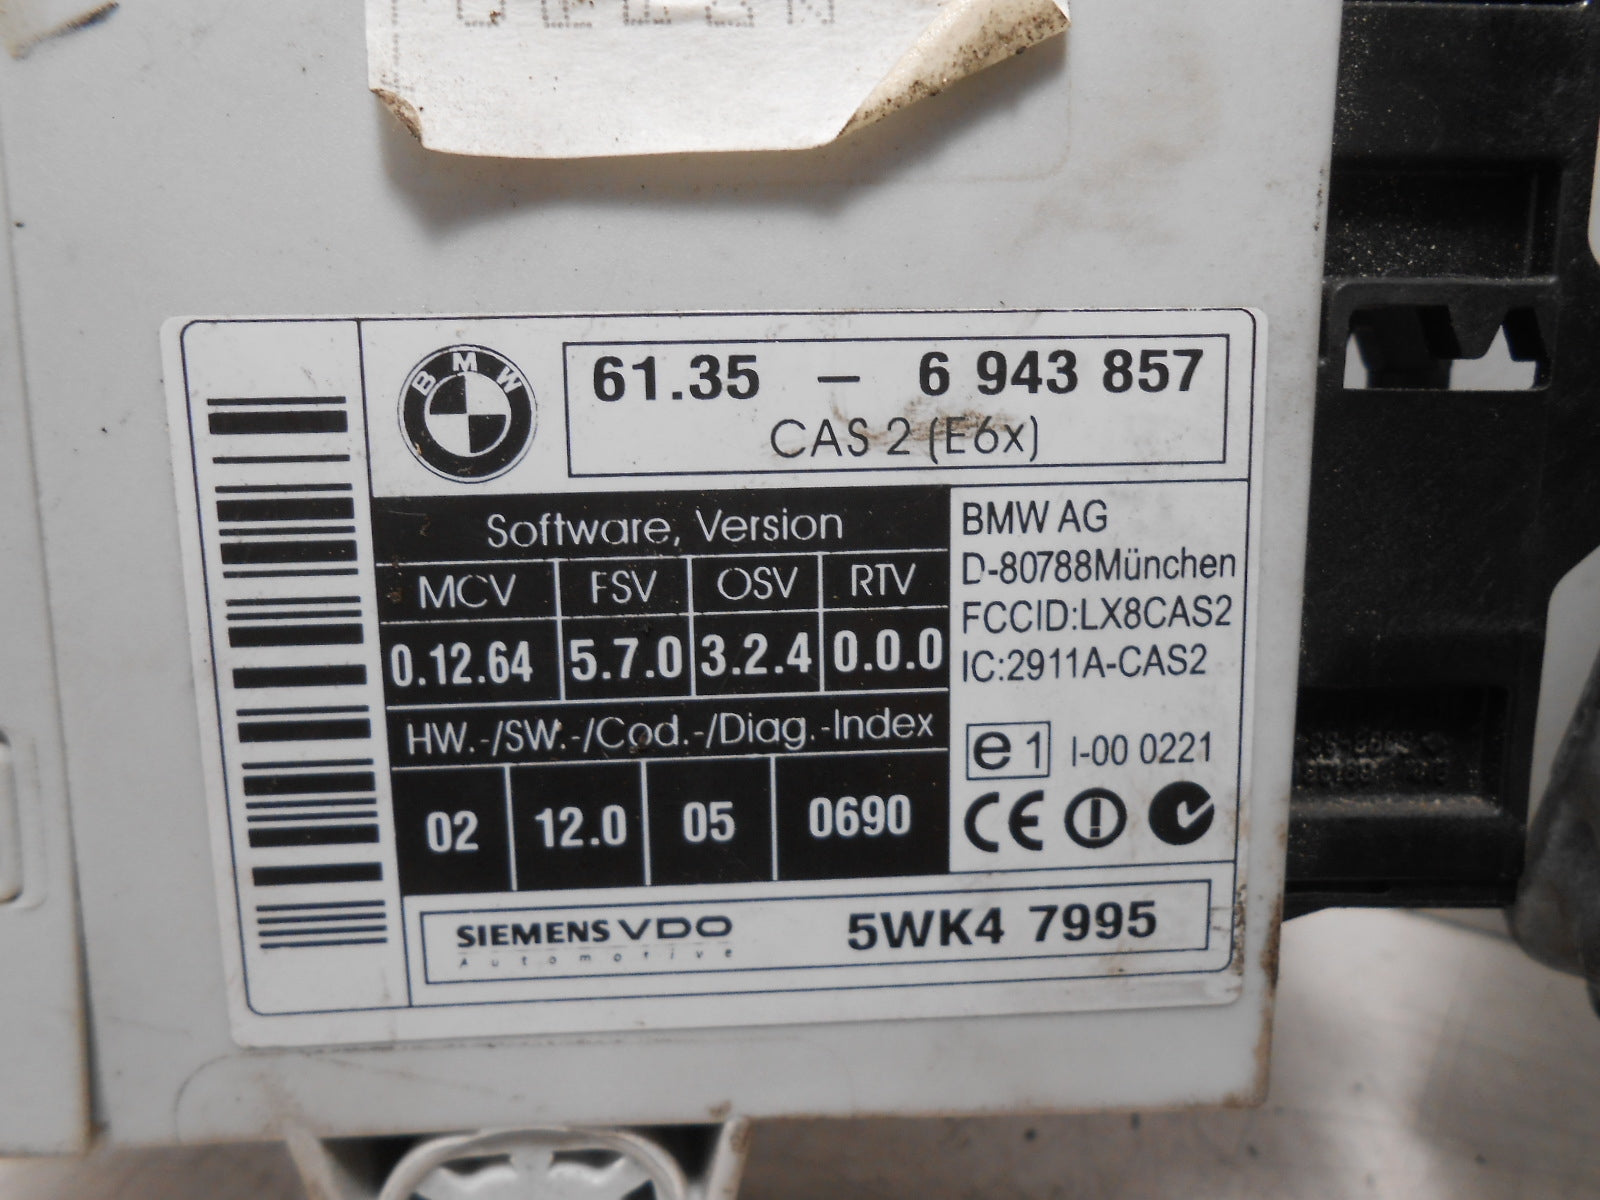 BMW
61.35 – 6 943 857
CAS 2 (E6x)
Software, Version
MCV FSV OSV RTV
0.12.64 5.7.0 3.2.4 0.0.0
HW.-/SW.-/Cod.-/Diag.-Index
02 12.0 05 0690
BMW AG
D-80788München
FCCID:LX8CAS2
IC:2911A-CAS2
e1 I-00 0221
CE
SIEMENS VDO
Automotive
5WK4 7995